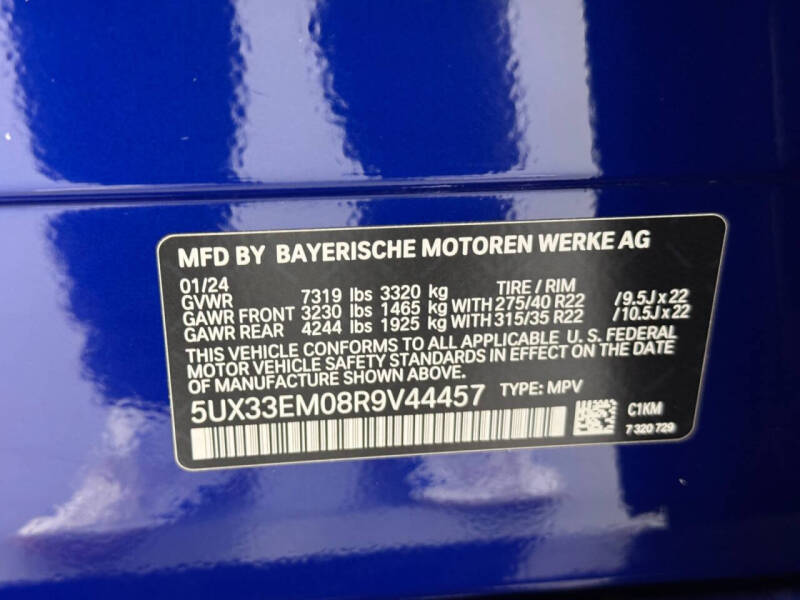 MFD BY BAYERISCHE MOTOREN WERKE AG
01/24 TIRE / RIM
GVWR 7319 lbs 3320 kg
GAWR FRONT 3230 lbs 1465 kg WITH 275/40 R22 /9.5J x 22
GAWR REAR 4244 lbs 1925 kg WITH 315/35 R22 /10.5J x 22
THIS VEHICLE CONFORMS TO ALL APPLICABLE U. S. FEDERAL
MOTOR VEHICLE SAFETY STANDARDS IN EFFECT ON THE DATE
OF MANUFACTURE SHOWN ABOVE.
5UX33EM08R9V44457 TYPE: MPV
C1KM
7 320 729